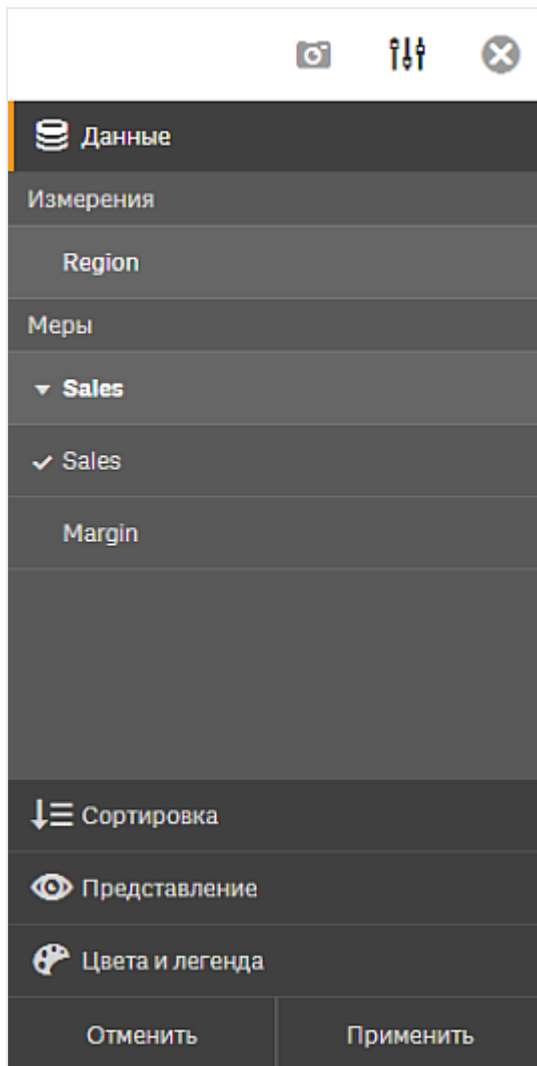 Данные
Измерения
Region
Меры
Sales
Sales
Margin
Сортировка
Представление
Цвета и легенда
Отменить
Применить